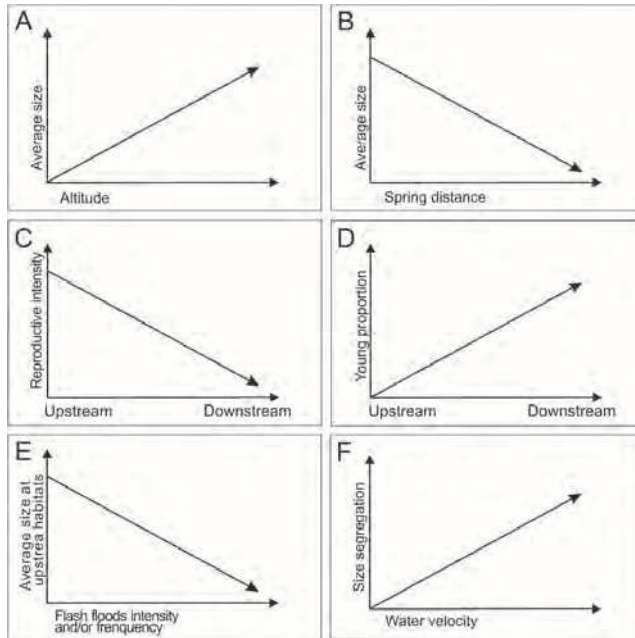 A
Average size
Altitude
B
Average size
Spring distance
C
Reproductive intensity
Upstream
Downstream
D
Young proportion
Upstream
Downstream
E
Average size at
upstrea habitats
Flash floods intensity
and/or frenquency
F
Size segregation
Water velocity